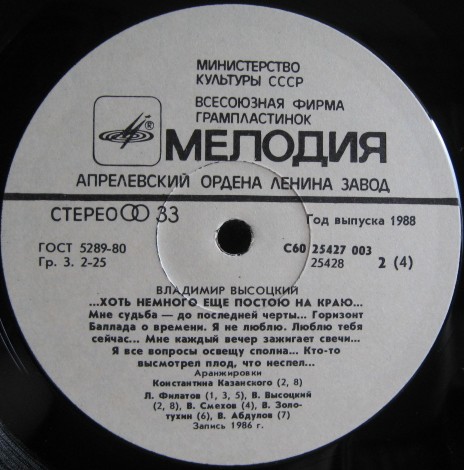 МИНИСТЕРСТВО
КУЛЬТУРЫ СССР
ВСЕСОЮЗНАЯ ФИРМА
ГРАМПЛАСТИНОК
®
МЕЛОДИЯ
АПРЕЛЕВСКИЙ ОРДЕНА ЛЕНИНА ЗАВОД
СТЕРЕО 33
Год выпуска 1988
ГОСТ 5289-80
С60 25427 003
Гр. 3. 2-25
25428 2 (4)
ВЛАДИМИР ВЫСОЦКИЙ
...ХОТЬ НЕМНОГО ЕЩЕ ПОСТОЮ НА КРАЮ...
Мне судьба — до последней черты... Горизонт
Баллада о времени. Я не люблю. Люблю тебя
сейчас... Мне каждый вечер зажигает свечи...
Я все вопросы освещу сполна... Кто-то
высмотрел плод, что неспел...
Аранжировки
Константина Казанского (2, 8)
Л. Филатов (1, 3, 5), В. Высоцкий
(2, 8), В. Смехов (4), В. Золо-
тухин (6), В. Абдулов (7)
Запись 1986 г.